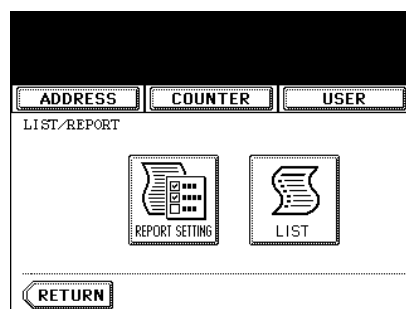 ADDRESS COUNTER USER
LIST/REPORT
REPORT SETTING LIST
RETURN